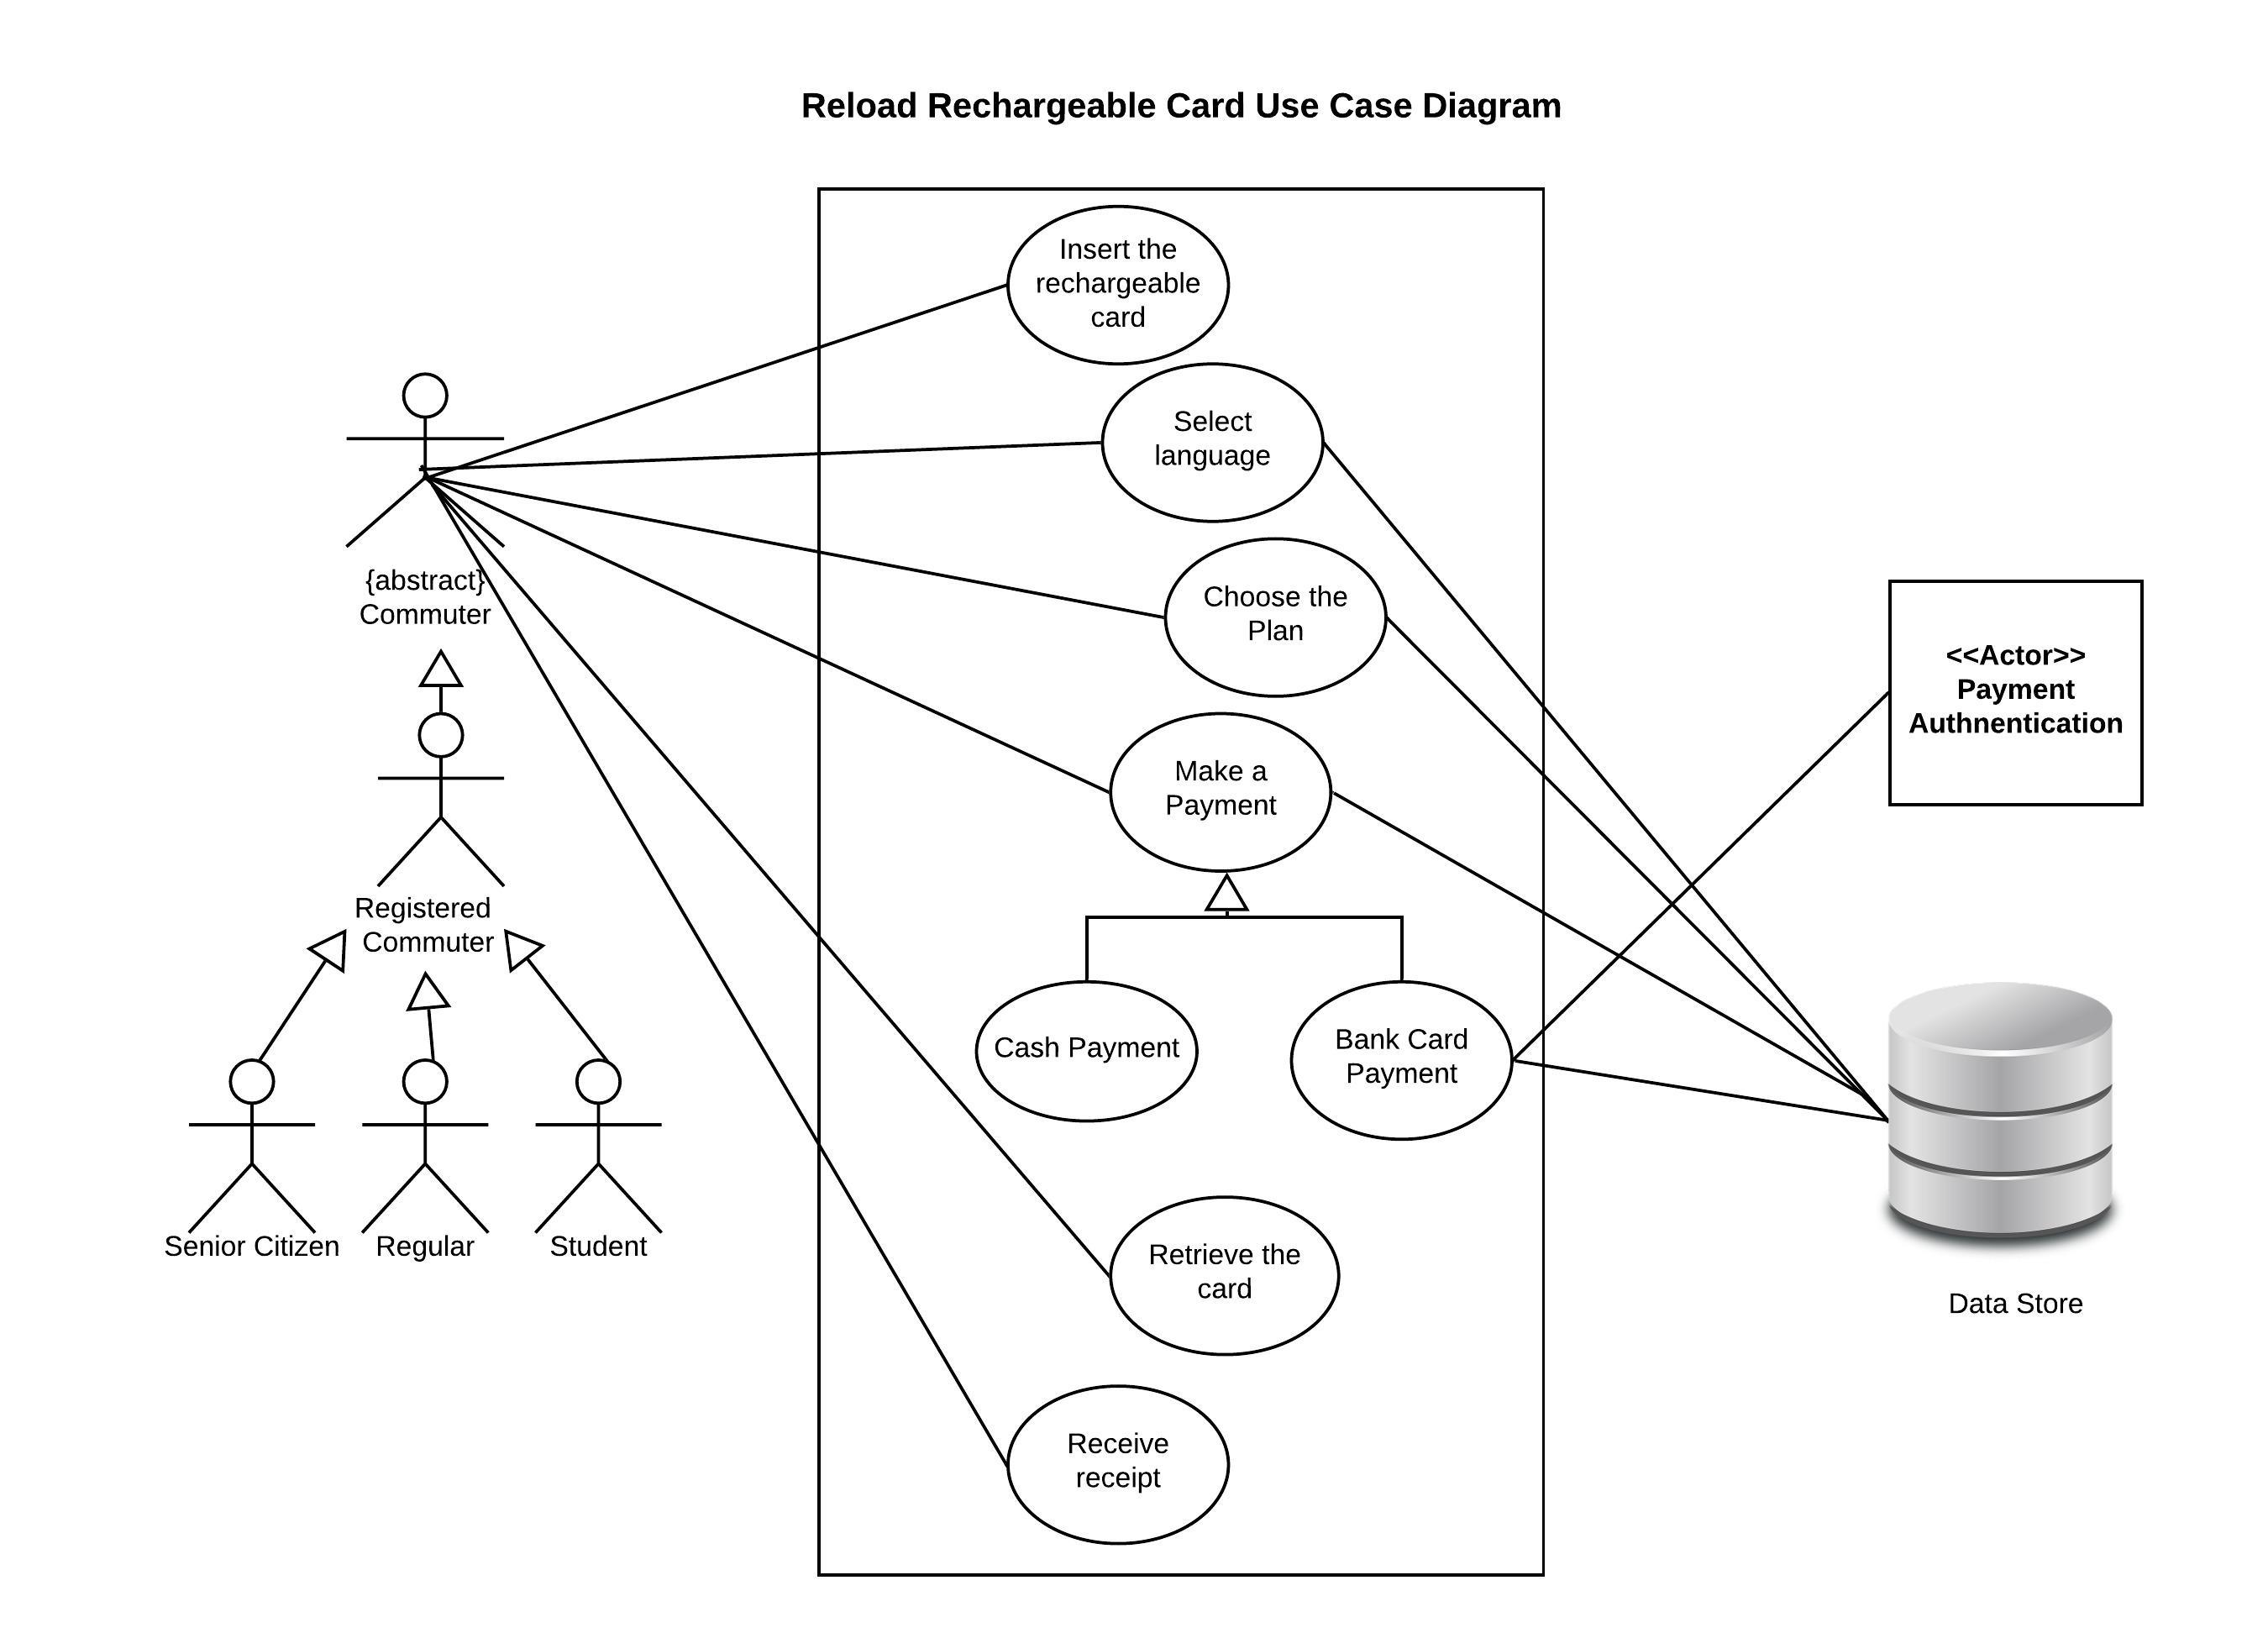 Reload Rechargeable Card Use Case Diagram
Insert the
rechargeable
card
Select
language
{abstract}
Commuter
Choose the
Plan
<<Actor>>
Payment
Authnentication
Make a
Payment
Registered
Commuter
Cash Payment
Bank Card
Payment
Senior Citizen
Regular
Student
Retrieve the
card
Data Store
Receive
receipt